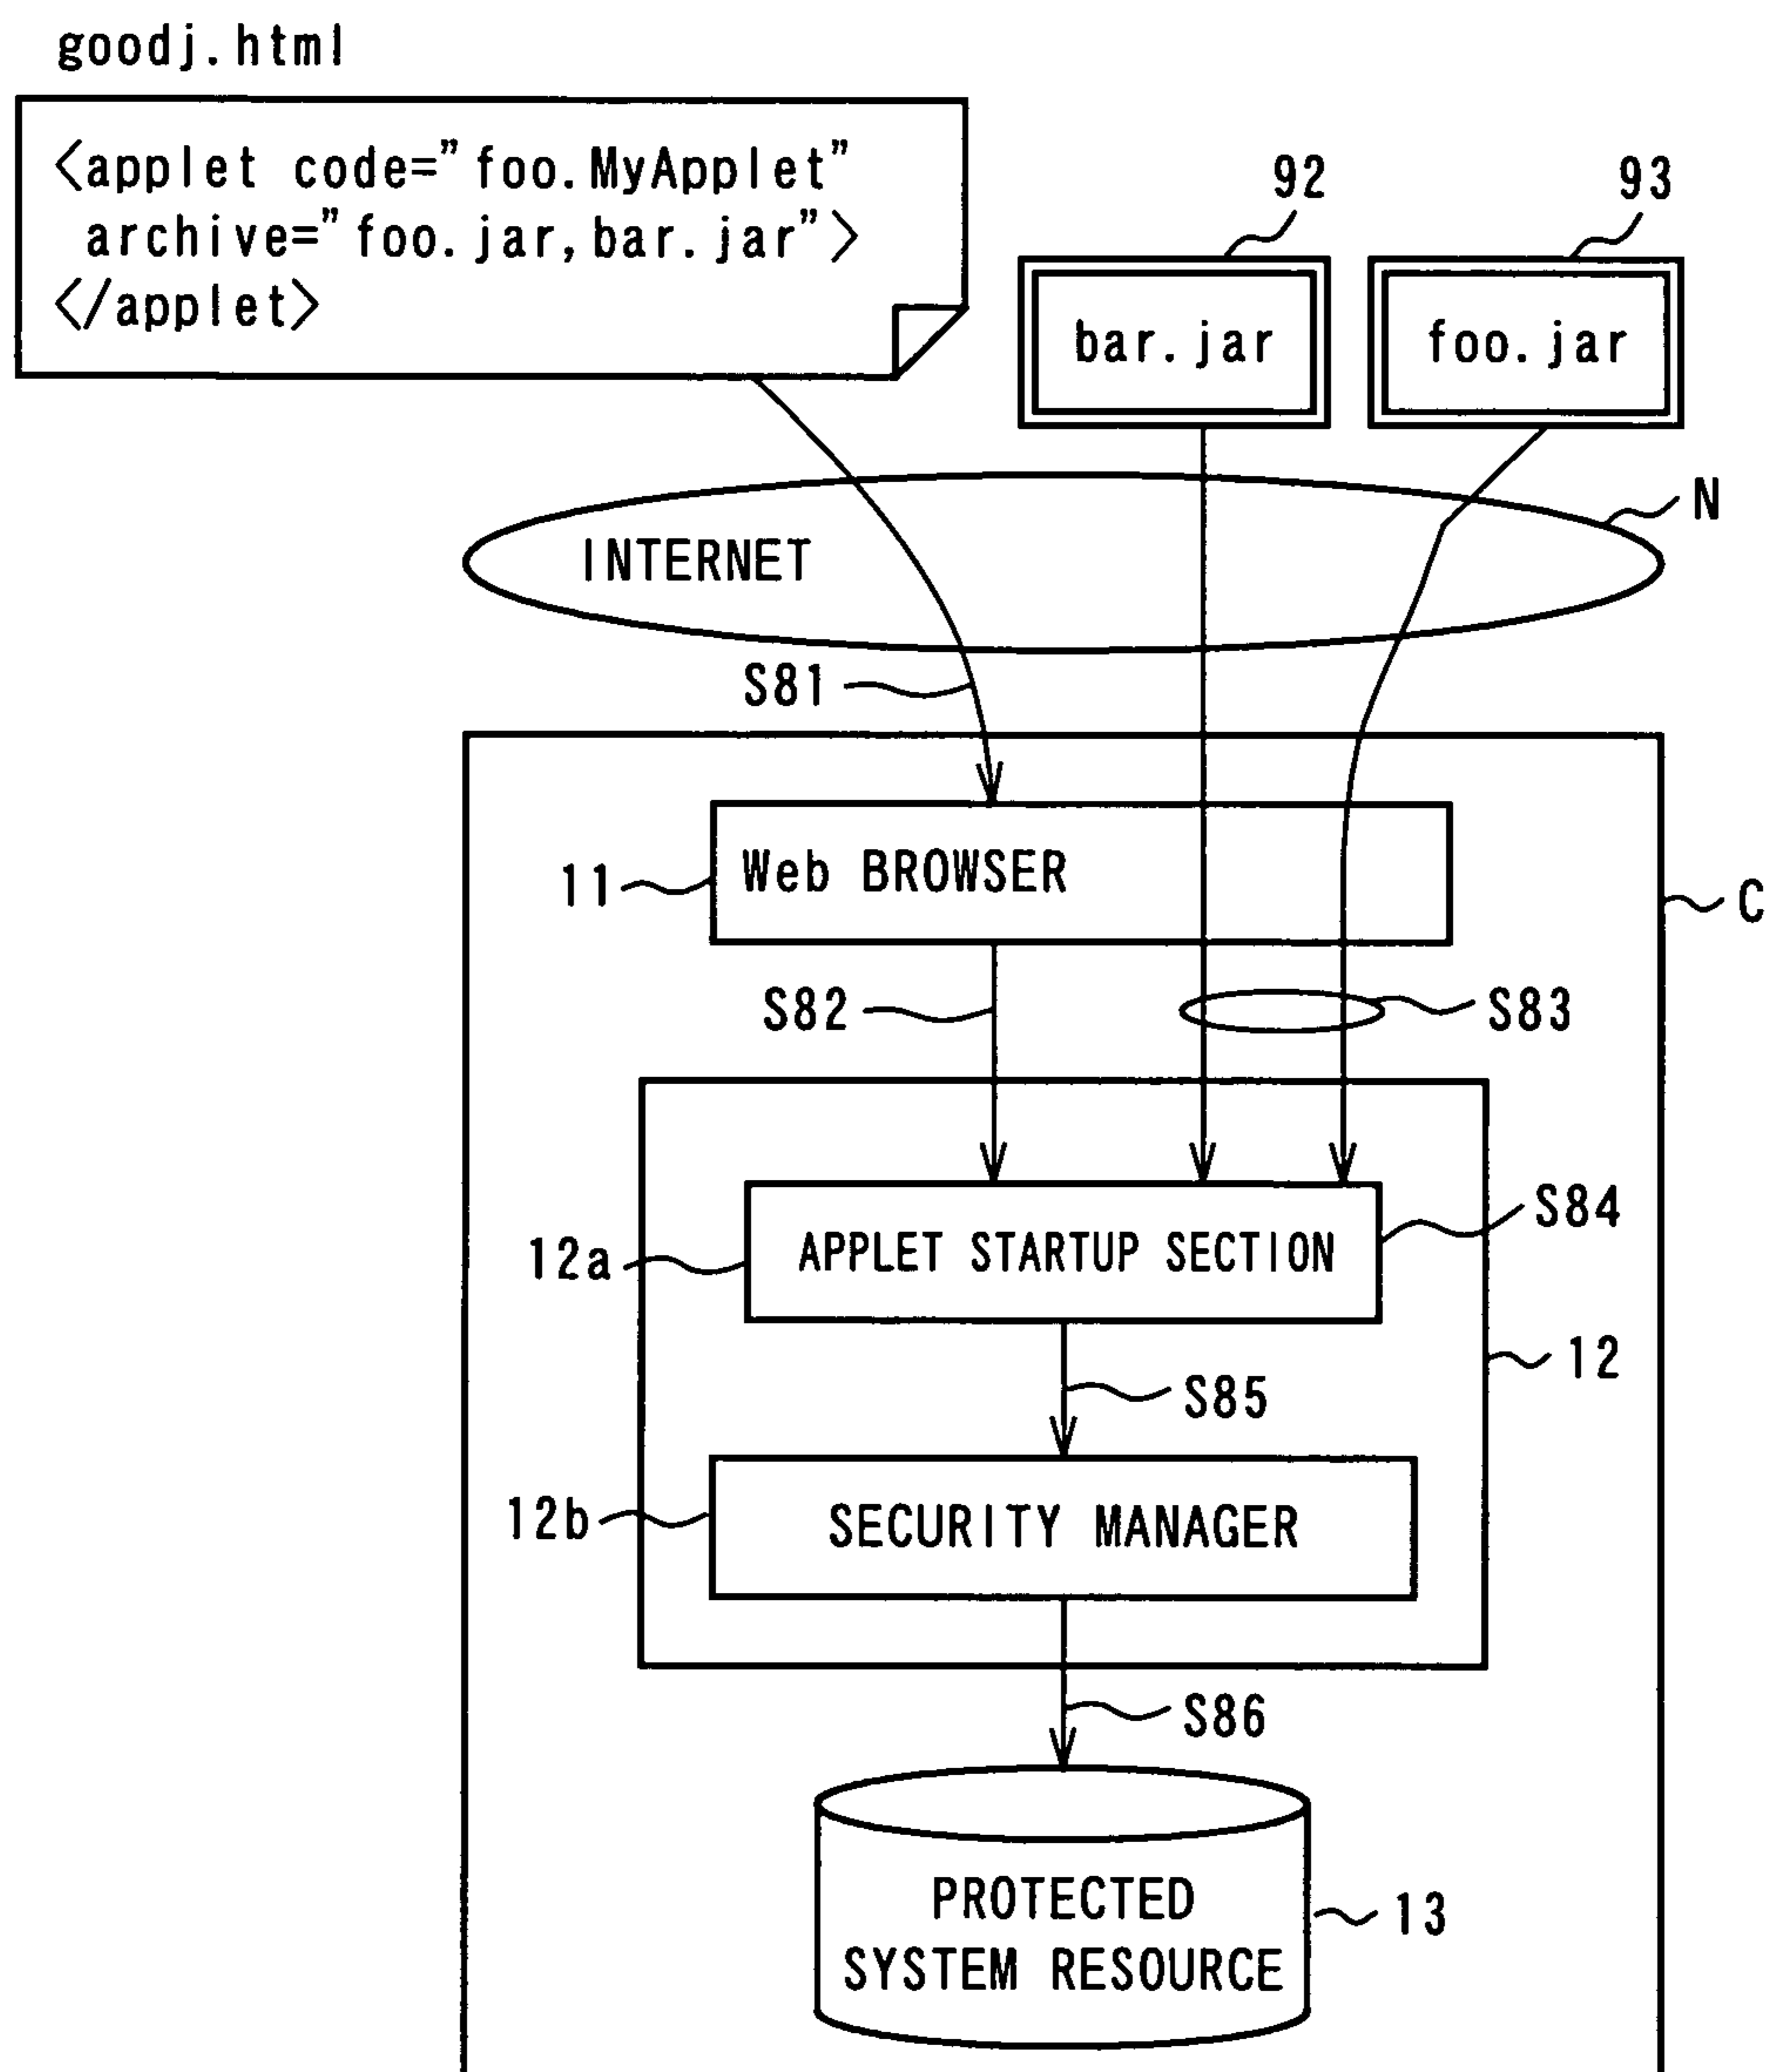 goodj.html
<applet code="foo.MyApplet"
archive="foo.jar,bar.jar">
</applet>
92
93
bar.jar
foo.jar
N
INTERNET
S81
11
Web BROWSER
C
S82
S83
S84
12a
APPLET STARTUP SECTION
12
S85
12b
SECURITY MANAGER
S86
PROTECTED
SYSTEM RESOURCE
13